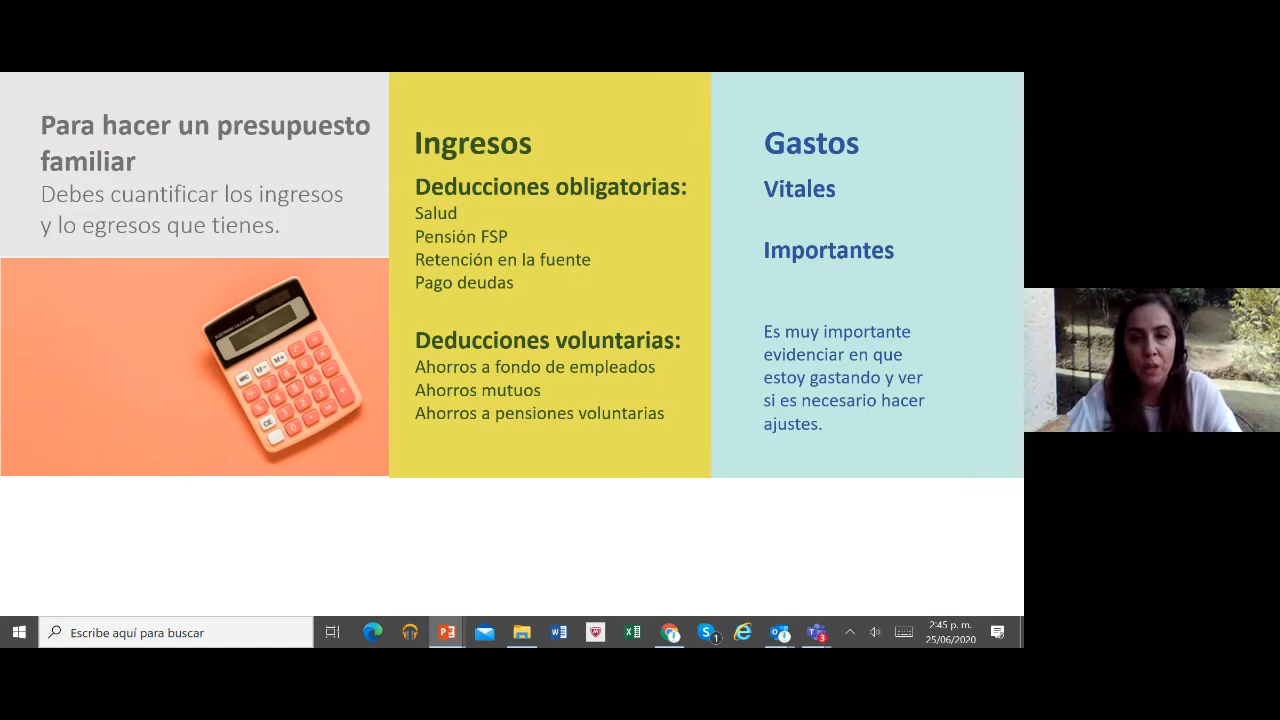 Para hacer un presupuesto
familiar
Debes cuantificar los ingresos
y lo egresos que tienes.
Ingresos
Deducciones obligatorias:
Salud
Pensión FSP
Retención en la fuente
Pago deudas
Deducciones voluntarias:
Ahorros a fondo de empleados
Ahorros mutuos
Ahorros a pensiones voluntarias
Gastos
Vitales
Importantes
Es muy importante
evidenciar en que
estoy gastando y ver
si es necesario hacer
ajustes.
Escribe aquí para buscar
2:45 p. m.
25/06/2020